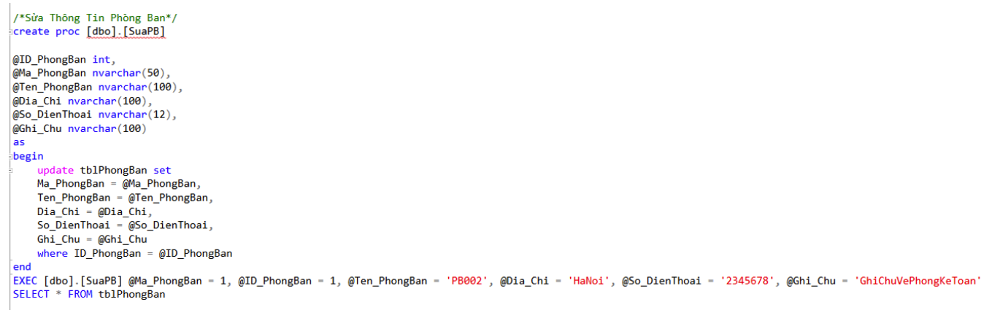 /*Sửa Thông Tin Phòng Ban*/
create proc [dbo].[SuaPB]
@ID_PhongBan int,
@Ma_PhongBan nvarchar(50),
@Ten_PhongBan nvarchar(100),
@Dia_Chi nvarchar(100),
@So_DienThoai nvarchar(12),
@Ghi_Chu nvarchar(100)
as
begin
update tblPhongBan set
Ma_PhongBan = @Ma_PhongBan,
Ten_PhongBan = @Ten_PhongBan,
Dia_Chi = @Dia_Chi,
So_DienThoai = @So_DienThoai,
Ghi_Chu = @Ghi_Chu
where ID_PhongBan = @ID_PhongBan
end
EXEC [dbo].[SuaPB] @Ma_PhongBan = 1, @ID_PhongBan = 1, @Ten_PhongBan = 'PB002', @Dia_Chi = 'HaNoi', @So_DienThoai = '2345678', @Ghi_Chu = 'GhiChuVePhongKeToan'
SELECT * FROM tblPhongBan